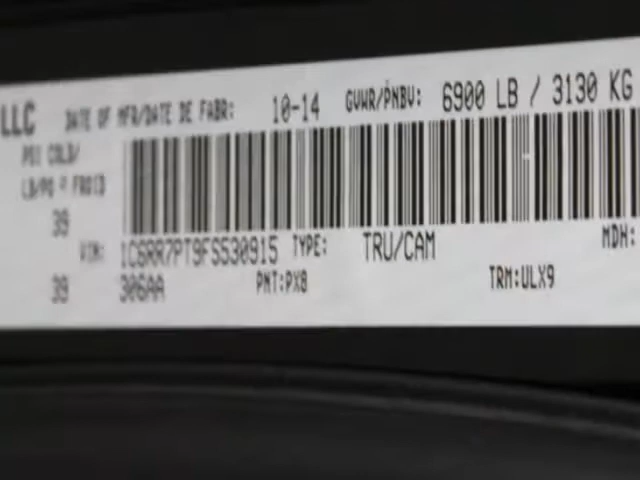 LLC DATE OF MFR/DATE DE FABR: 10-14 GVWR/PNBV: 6900 LB / 3130 KG
PSI COLD/
LB/PO² FROID
39
VIN: 1C6RR7PT9FS530915 TYPE: TRU/CAM MDH:
39 306AA PNT:PX8 TRM:ULX9